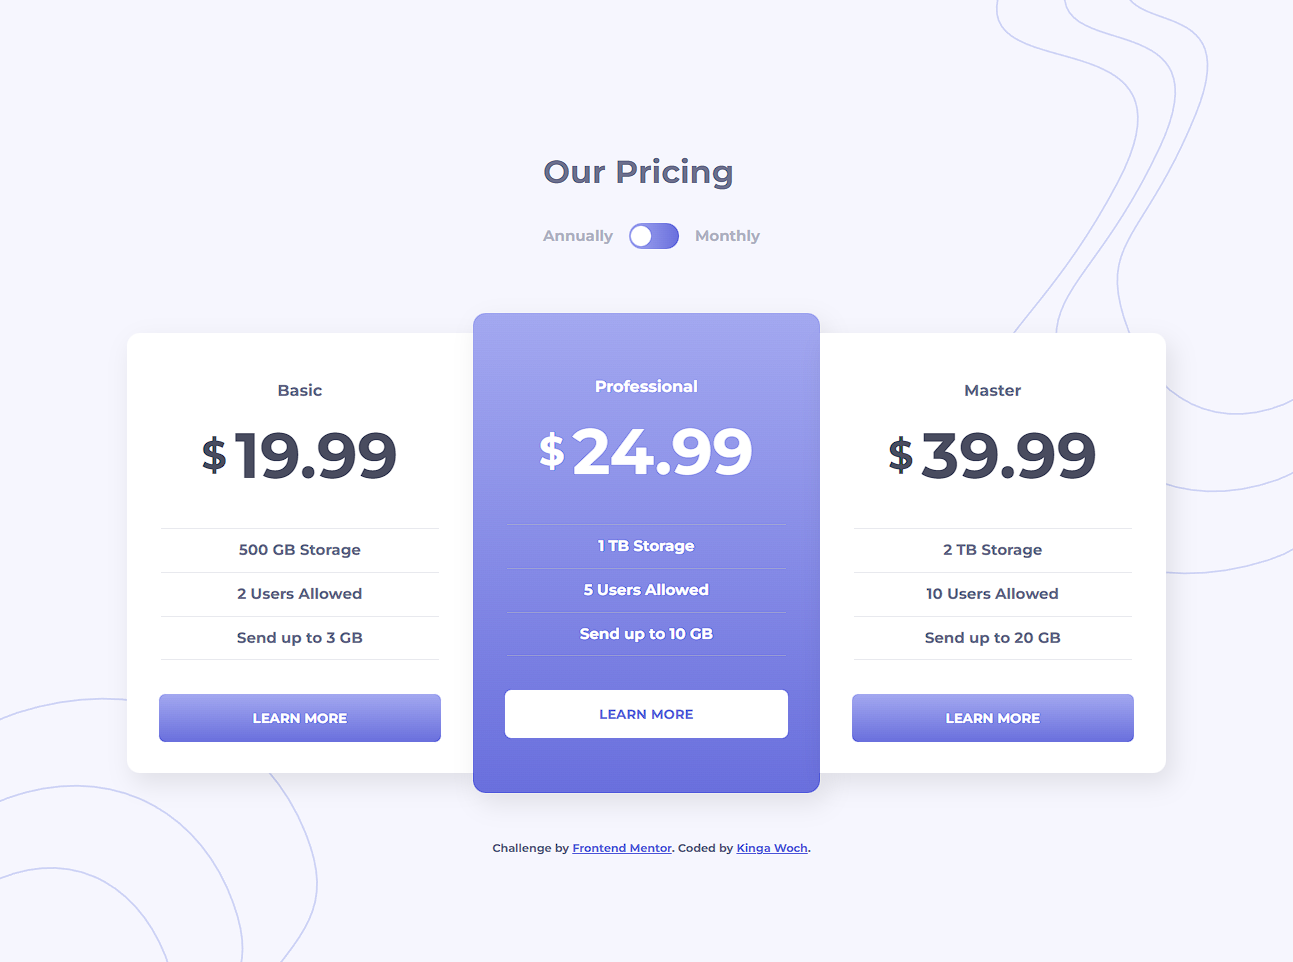 Our Pricing
Annually Monthly
Basic
$19.99
500 GB Storage
2 Users Allowed
Send up to 3 GB
LEARN MORE
Professional
$24.99
1 TB Storage
5 Users Allowed
Send up to 10 GB
LEARN MORE
Master
$39.99
2 TB Storage
10 Users Allowed
Send up to 20 GB
LEARN MORE
Challenge by Frontend Mentor. Coded by Kinga Woch.